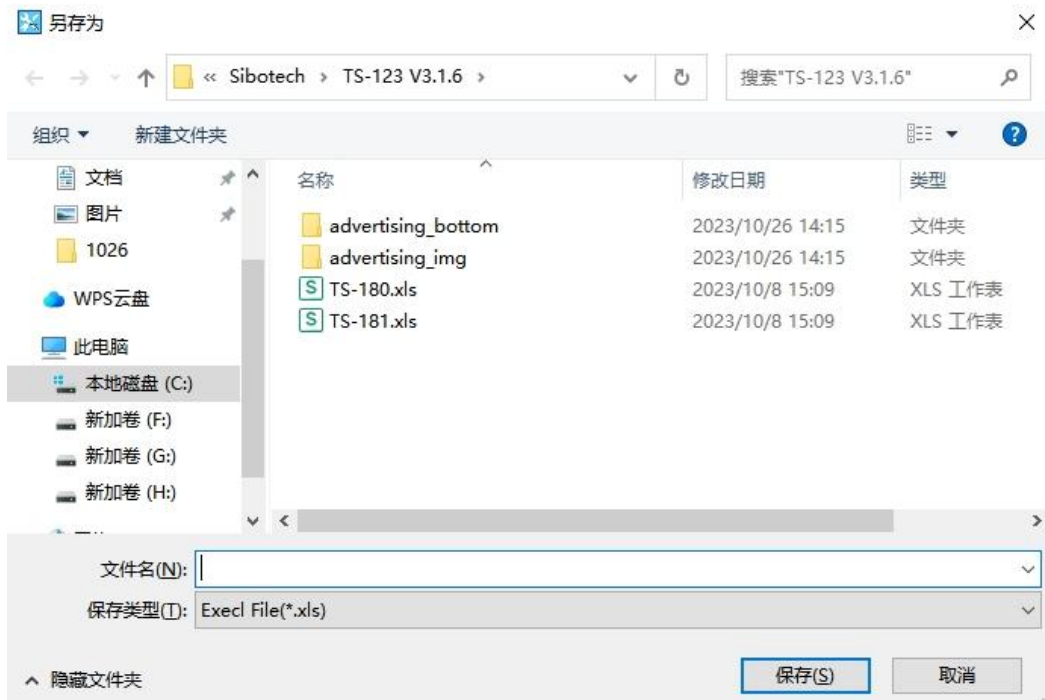 另存为
« Sibotech › TS-123 V3.1.6 ›
搜索"TS-123 V3.1.6"
组织
新建文件夹
文档
图片
1026
WPS云盘
此电脑
本地磁盘 (C:)
新加卷 (F:)
新加卷 (G:)
新加卷 (H:)
名称 修改日期 类型
advertising_bottom 2023/10/26 14:15 文件夹
advertising_img 2023/10/26 14:15 文件夹
TS-180.xls 2023/10/8 15:09 XLS 工作表
TS-181.xls 2023/10/8 15:09 XLS 工作表
文件名(N):
保存类型(T): Execl File(*.xls)
隐藏文件夹
保存(S)
取消